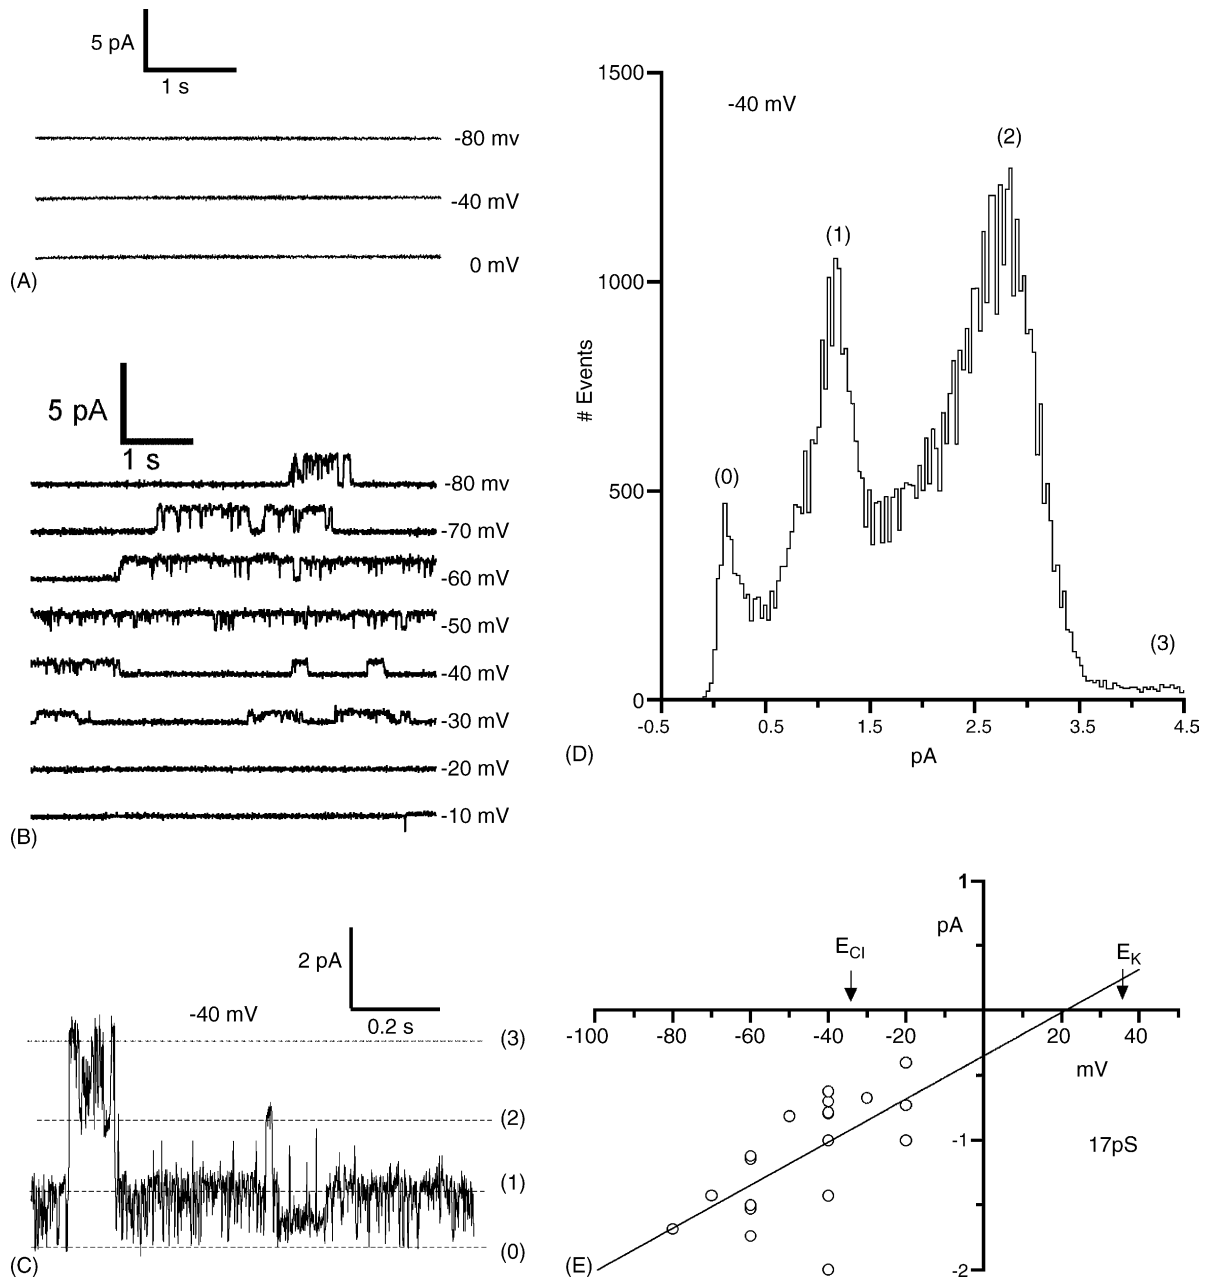 5 pA
1 s
-80 mv
-40 mV
0 mV
(A)
5 pA
1 s
-80 mv
-70 mV
-60 mV
-50 mV
-40 mV
-30 mV
-20 mV
-10 mV
(B)
2 pA
0.2 s
-40 mV
(3)
(2)
(1)
(0)
(C)
1500
1000
500
0
# Events
-40 mV
(0)
(1)
(2)
(3)
-0.5 0.5 1.5 2.5 3.5 4.5
pA
(D)
1
pA
ECl
EK
-100 -80 -60 -40 -20 20 40
mV
-1
17pS
-2
(E)